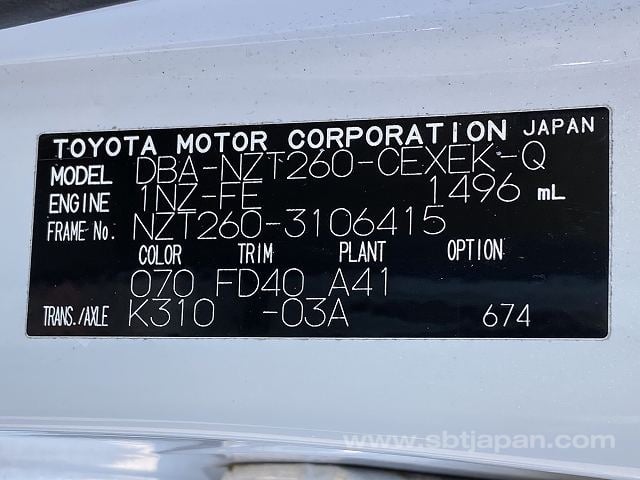 TOYOTA MOTOR CORPORATION JAPAN
MODEL DBA-NZT260-CEXEK-Q
ENGINE 1NZ-FE 1496 mL
FRAME No. NZT260-3106415
COLOR TRIM PLANT OPTION
070 FD40 A41
TRANS./AXLE K310 -03A 674
www.sbtjapan.com